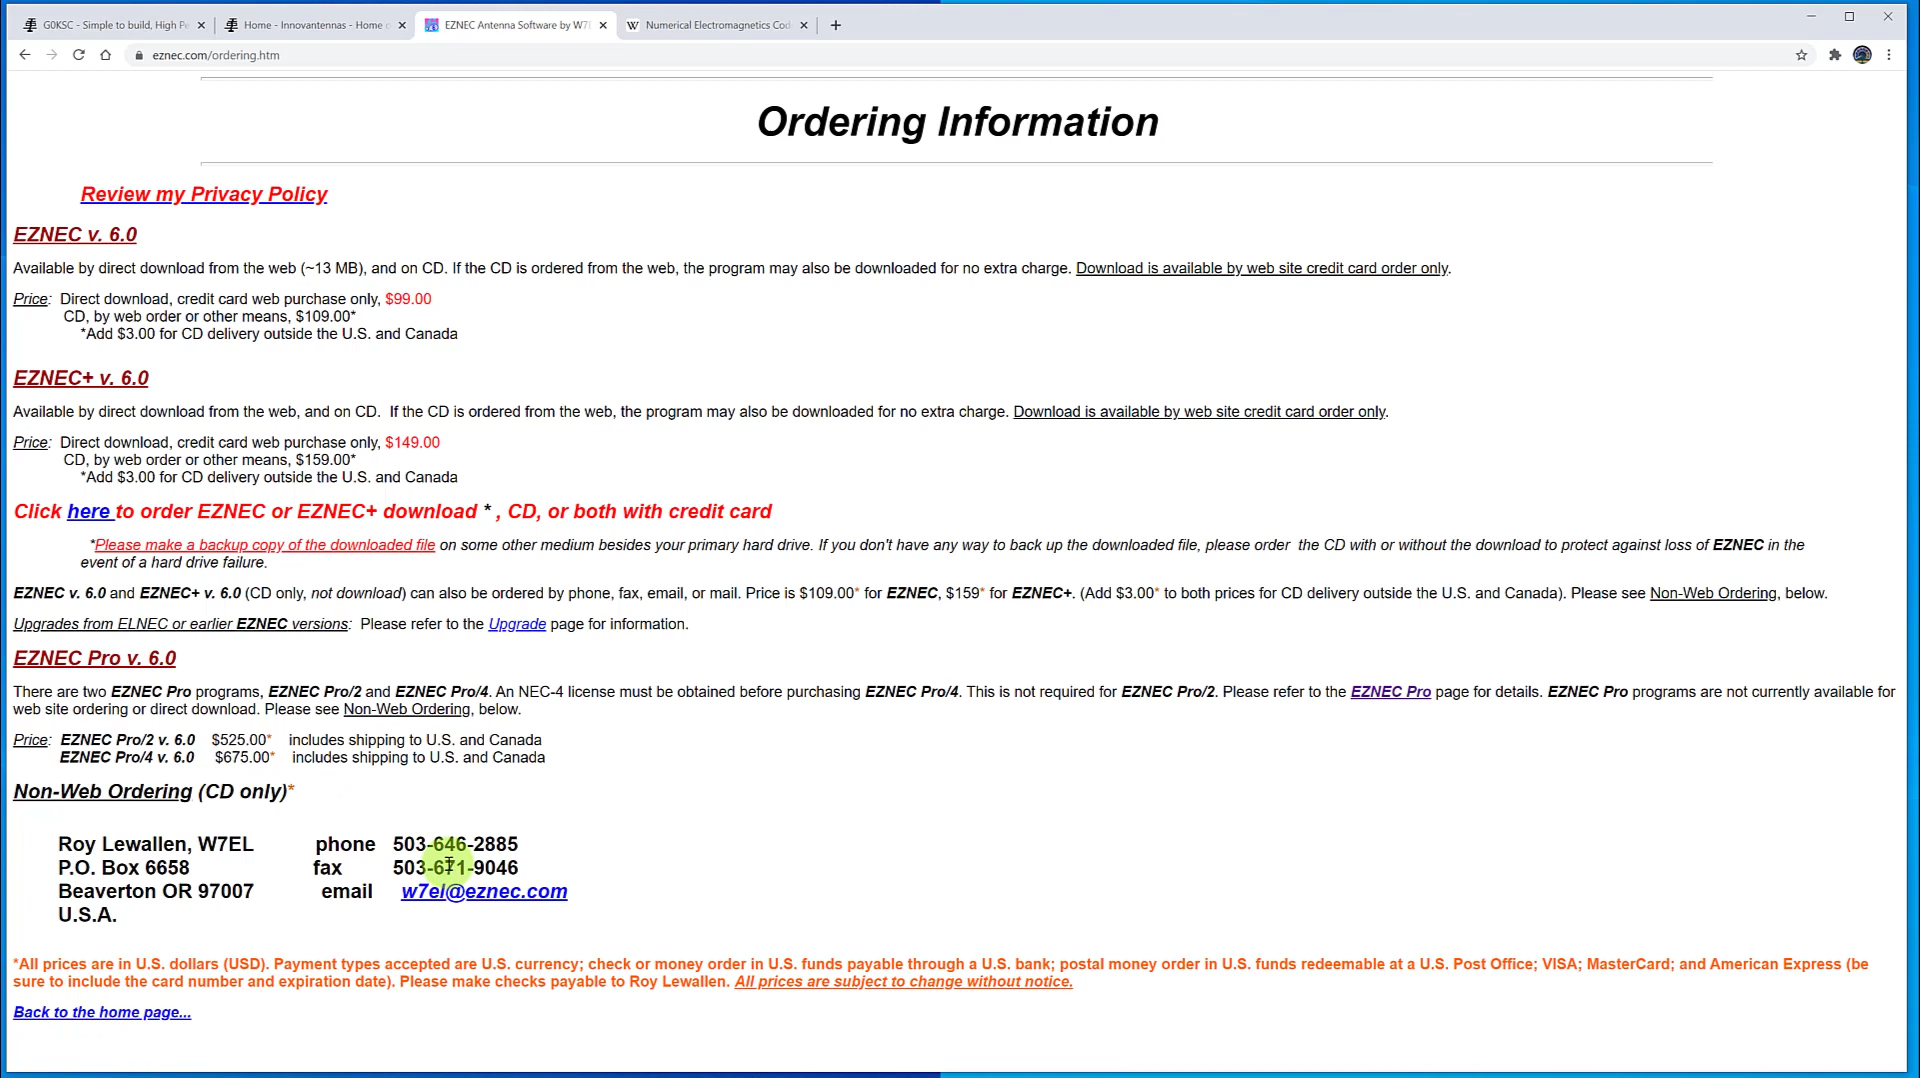 G0KSC - Simple to build, High Pe
Home - Innovantennas - Home o
EZNEC Antenna Software by W7
Numerical Electromagnetics Cod
eznec.com/ordering.htm
Ordering Information
Review my Privacy Policy
EZNEC v. 6.0
Available by direct download from the web (~13 MB), and on CD. If the CD is ordered from the web, the program may also be downloaded for no extra charge. Download is available by web site credit card order only.
Price: Direct download, credit card web purchase only, $99.00
CD, by web order or other means, $109.00*
*Add $3.00 for CD delivery outside the U.S. and Canada
EZNEC+ v. 6.0
Available by direct download from the web, and on CD. If the CD is ordered from the web, the program may also be downloaded for no extra charge. Download is available by web site credit card order only.
Price: Direct download, credit card web purchase only, $149.00
CD, by web order or other means, $159.00*
*Add $3.00 for CD delivery outside the U.S. and Canada
Click here to order EZNEC or EZNEC+ download * , CD, or both with credit card
*Please make a backup copy of the downloaded file on some other medium besides your primary hard drive. If you don't have any way to back up the downloaded file, please order the CD with or without the download to protect against loss of EZNEC in the
event of a hard drive failure.
EZNEC v. 6.0 and EZNEC+ v. 6.0 (CD only, not download) can also be ordered by phone, fax, email, or mail. Price is $109.00* for EZNEC, $159* for EZNEC+. (Add $3.00* to both prices for CD delivery outside the U.S. and Canada). Please see Non-Web Ordering, below.
Upgrades from ELNEC or earlier EZNEC versions: Please refer to the Upgrade page for information.
EZNEC Pro v. 6.0
There are two EZNEC Pro programs, EZNEC Pro/2 and EZNEC Pro/4. An NEC-4 license must be obtained before purchasing EZNEC Pro/4. This is not required for EZNEC Pro/2. Please refer to the EZNEC Pro page for details. EZNEC Pro programs are not currently available for
web site ordering or direct download. Please see Non-Web Ordering, below.
Price: EZNEC Pro/2 v. 6.0 $525.00* includes shipping to U.S. and Canada
EZNEC Pro/4 v. 6.0 $675.00* includes shipping to U.S. and Canada
Non-Web Ordering (CD only)*
Roy Lewallen, W7EL phone 503-646-2885
P.O. Box 6658 fax 503-671-9046
Beaverton OR 97007 email w7el@eznec.com
U.S.A.
*All prices are in U.S. dollars (USD). Payment types accepted are U.S. currency; check or money order in U.S. funds payable through a U.S. bank; postal money order in U.S. funds redeemable at a U.S. Post Office; VISA; MasterCard; and American Express (be
sure to include the card number and expiration date). Please make checks payable to Roy Lewallen. All prices are subject to change without notice.
Back to the home page...